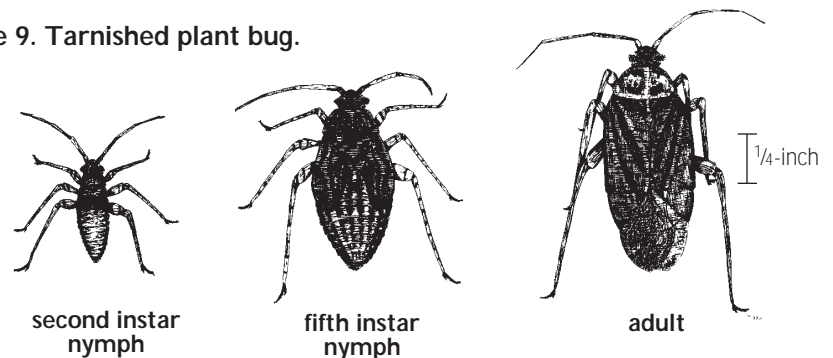 e 9. Tarnished plant bug.
1/4-inch
second instar
nymph
fifth instar
nymph
adult